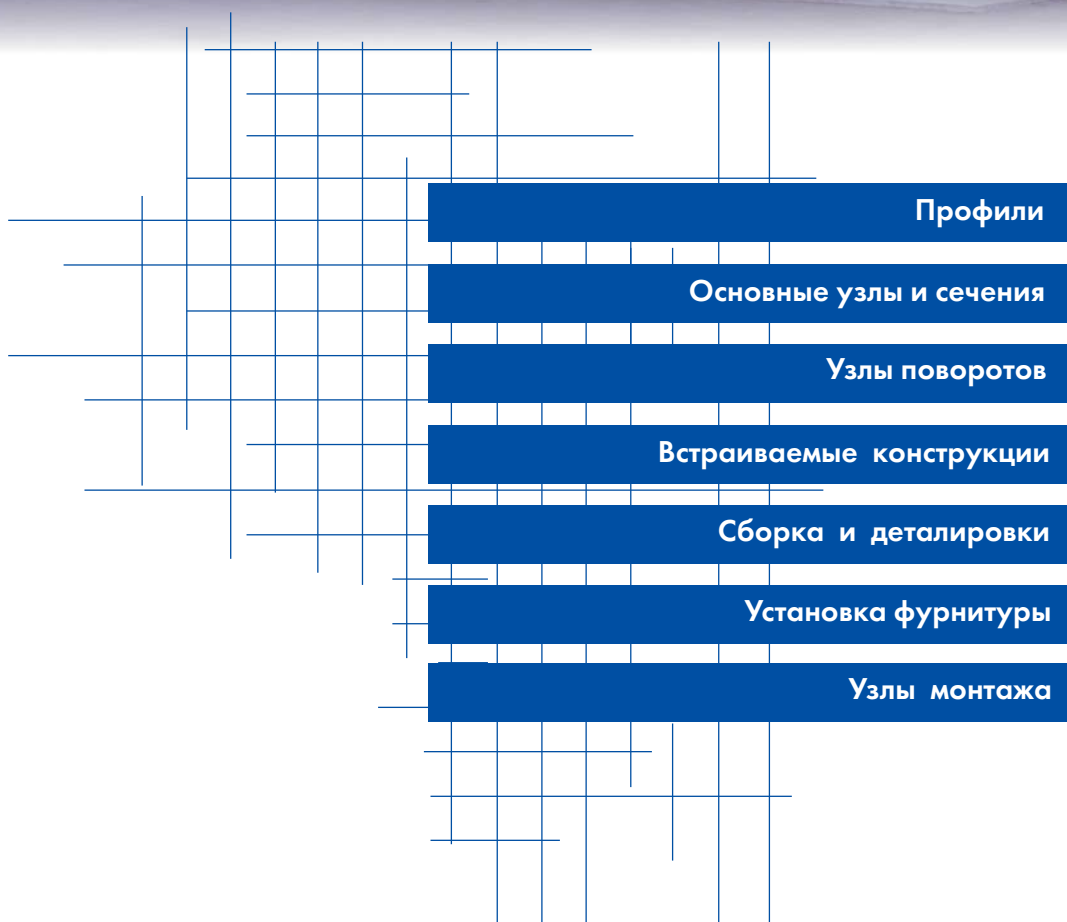 Профили
Основные узлы и сечения
Узлы поворотов
Встраиваемые конструкции
Сборка и деталировки
Установка фурнитуры
Узлы монтажа